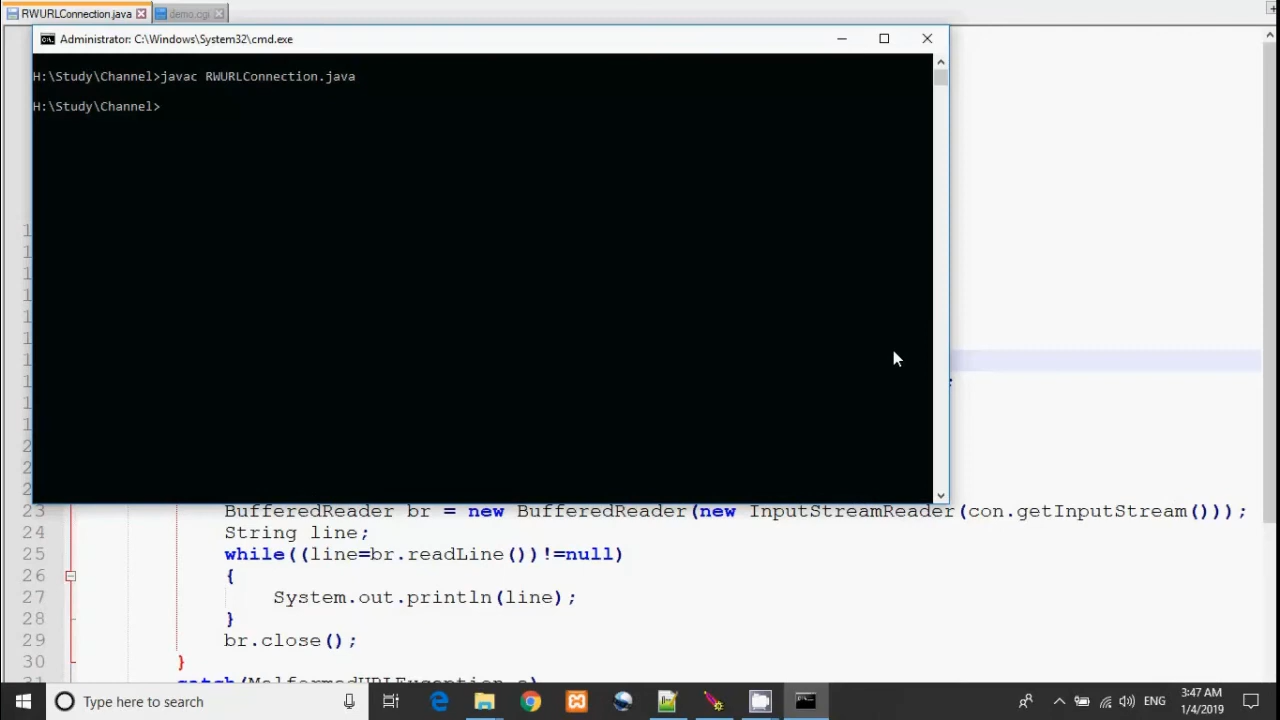 RWURLConnection.java demo.cgi
Administrator: C:\Windows\System32\cmd.exe
H:\Study\Channel>javac RWURLConnection.java
H:\Study\Channel>
23 BufferedReader br = new BufferedReader(new InputStreamReader(con.getInputStream()));
24 String line;
25 while((line=br.readLine())!=null)
26 {
27 System.out.println(line);
28 }
29 br.close();
30 }
catch(MalformedURLException e)
Type here to search
ENG
3:47 AM
1/4/2019